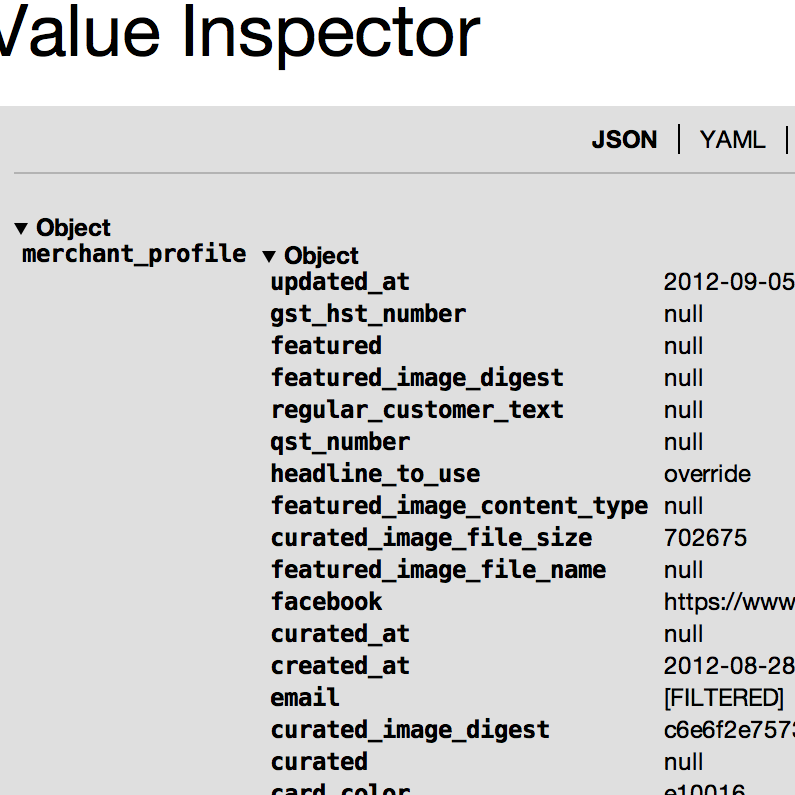 Value Inspector
JSON | YAML |
▼ Object
merchant_profile ▼ Object
updated_at 2012-09-05
gst_hst_number null
featured null
featured_image_digest null
regular_customer_text null
qst_number null
headline_to_use override
featured_image_content_type null
curated_image_file_size 702675
featured_image_file_name null
facebook https://www
curated_at null
created_at 2012-08-28
email [FILTERED]
curated_image_digest c6e6f2e757
curated null
card_color e10016